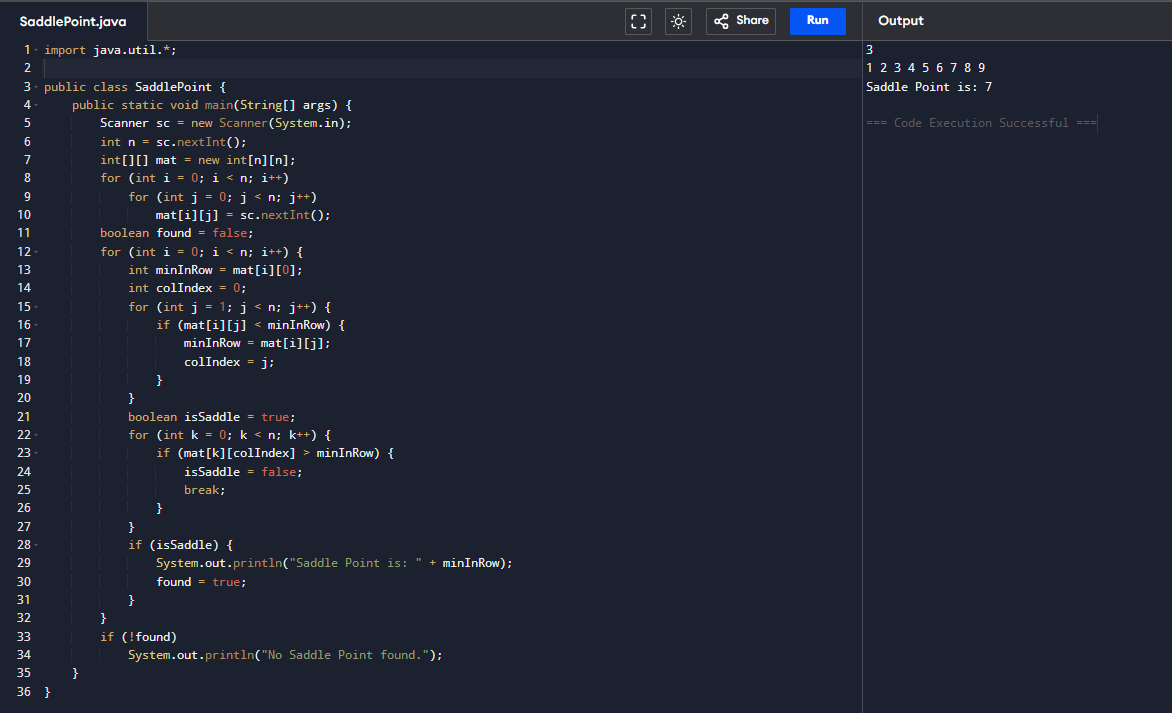 SaddlePoint.java
Share
Run
Output
1 import java.util.*;
2
3 public class SaddlePoint {
4     public static void main(String[] args) {
5         Scanner sc = new Scanner(System.in);
6         int n = sc.nextInt();
7         int[][] mat = new int[n][n];
8         for (int i = 0; i < n; i++)
9             for (int j = 0; j < n; j++)
10                 mat[i][j] = sc.nextInt();
11         boolean found = false;
12         for (int i = 0; i < n; i++) {
13             int minInRow = mat[i][0];
14             int colIndex = 0;
15             for (int j = 1; j < n; j++) {
16                 if (mat[i][j] < minInRow) {
17                     minInRow = mat[i][j];
18                     colIndex = j;
19                 }
20             }
21             boolean isSaddle = true;
22             for (int k = 0; k < n; k++) {
23                 if (mat[k][colIndex] > minInRow) {
24                     isSaddle = false;
25                     break;
26                 }
27             }
28             if (isSaddle) {
29                 System.out.println("Saddle Point is: " + minInRow);
30                 found = true;
31             }
32         }
33         if (!found)
34             System.out.println("No Saddle Point found.");
35     }
36 }
3
1 2 3 4 5 6 7 8 9
Saddle Point is: 7
=== Code Execution Successful ===